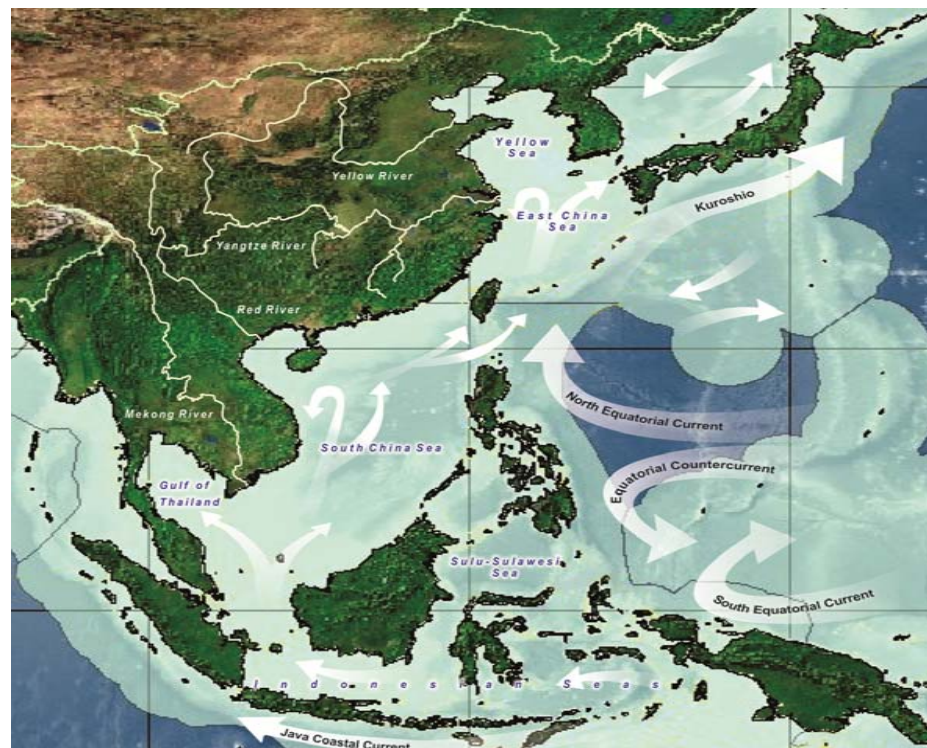 Yellow
Sea
Yellow River
Kuroshio
East China
Sea
Yangtze River
Red River
North Equatorial Current
Mekong River
South China Sea
Equatorial Countercurrent
Gulf of
Thailand
Sulu-Sulawesi
Sea
South Equatorial Current
Indonesian Seas
Java Coastal Current